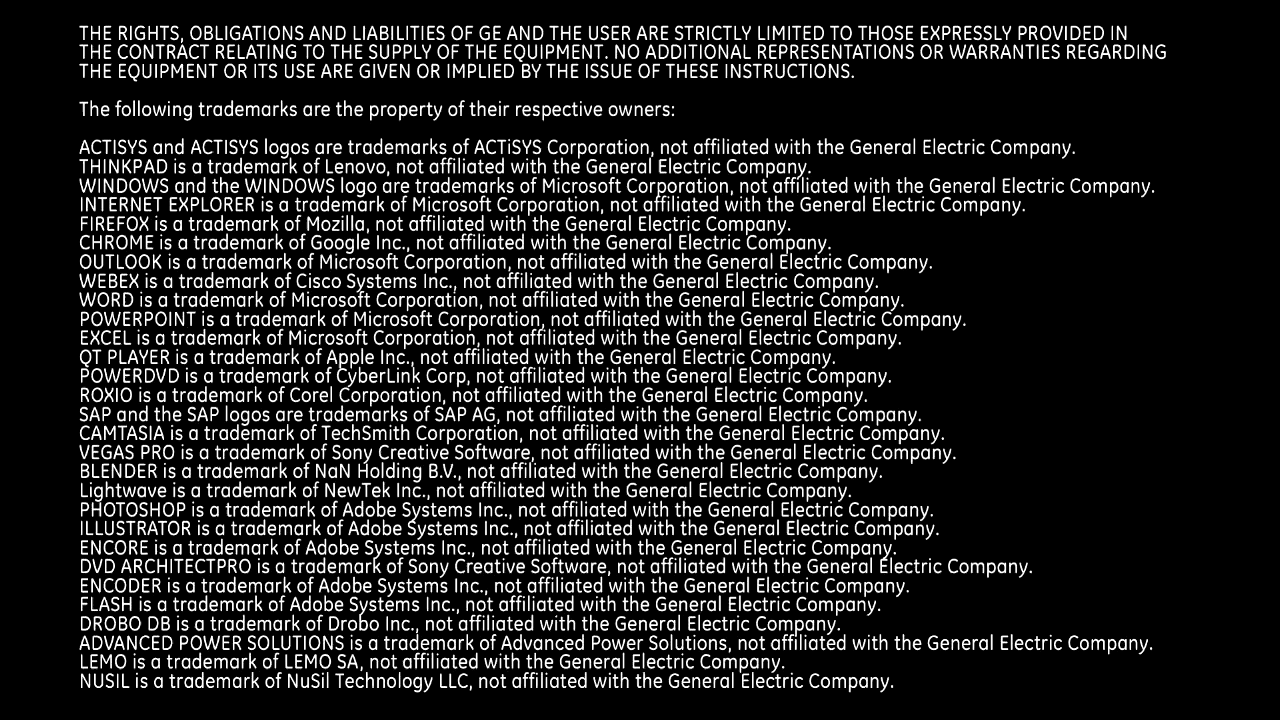 THE RIGHTS, OBLIGATIONS AND LIABILITIES OF GE AND THE USER ARE STRICTLY LIMITED TO THOSE EXPRESSLY PROVIDED IN
THE CONTRACT RELATING TO THE SUPPLY OF THE EQUIPMENT. NO ADDITIONAL REPRESENTATIONS OR WARRANTIES REGARDING
THE EQUIPMENT OR ITS USE ARE GIVEN OR IMPLIED BY THE ISSUE OF THESE INSTRUCTIONS.
The following trademarks are the property of their respective owners:
ACTISYS and ACTISYS logos are trademarks of ACTiSYS Corporation, not affiliated with the General Electric Company.
THINKPAD is a trademark of Lenovo, not affiliated with the General Electric Company.
WINDOWS and the WINDOWS logo are trademarks of Microsoft Corporation, not affiliated with the General Electric Company.
INTERNET EXPLORER is a trademark of Microsoft Corporation, not affiliated with the General Electric Company.
FIREFOX is a trademark of Mozilla, not affiliated with the General Electric Company.
CHROME is a trademark of Google Inc., not affiliated with the General Electric Company.
OUTLOOK is a trademark of Microsoft Corporation, not affiliated with the General Electric Company.
WEBEX is a trademark of Cisco Systems Inc., not affiliated with the General Electric Company.
WORD is a trademark of Microsoft Corporation, not affiliated with the General Electric Company.
POWERPOINT is a trademark of Microsoft Corporation, not affiliated with the General Electric Company.
EXCEL is a trademark of Microsoft Corporation, not affiliated with the General Electric Company.
QT PLAYER is a trademark of Apple Inc., not affiliated with the General Electric Company.
POWERDVD is a trademark of CyberLink Corp, not affiliated with the General Electric Company.
ROXIO is a trademark of Corel Corporation, not affiliated with the General Electric Company.
SAP and the SAP logos are trademarks of SAP AG, not affiliated with the General Electric Company.
CAMTASIA is a trademark of TechSmith Corporation, not affiliated with the General Electric Company.
VEGAS PRO is a trademark of Sony Creative Software, not affiliated with the General Electric Company.
BLENDER is a trademark of NaN Holding B.V., not affiliated with the General Electric Company.
Lightwave is a trademark of NewTek Inc., not affiliated with the General Electric Company.
PHOTOSHOP is a trademark of Adobe Systems Inc., not affiliated with the General Electric Company.
ILLUSTRATOR is a trademark of Adobe Systems Inc., not affiliated with the General Electric Company.
ENCORE is a trademark of Adobe Systems Inc., not affiliated with the General Electric Company.
DVD ARCHITECTPRO is a trademark of Sony Creative Software, not affiliated with the General Electric Company.
ENCODER is a trademark of Adobe Systems Inc., not affiliated with the General Electric Company.
FLASH is a trademark of Adobe Systems Inc., not affiliated with the General Electric Company.
DROBO DB is a trademark of Drobo Inc., not affiliated with the General Electric Company.
ADVANCED POWER SOLUTIONS is a trademark of Advanced Power Solutions, not affiliated with the General Electric Company.
LEMO is a trademark of LEMO SA, not affiliated with the General Electric Company.
NUSIL is a trademark of NuSil Technology LLC, not affiliated with the General Electric Company.